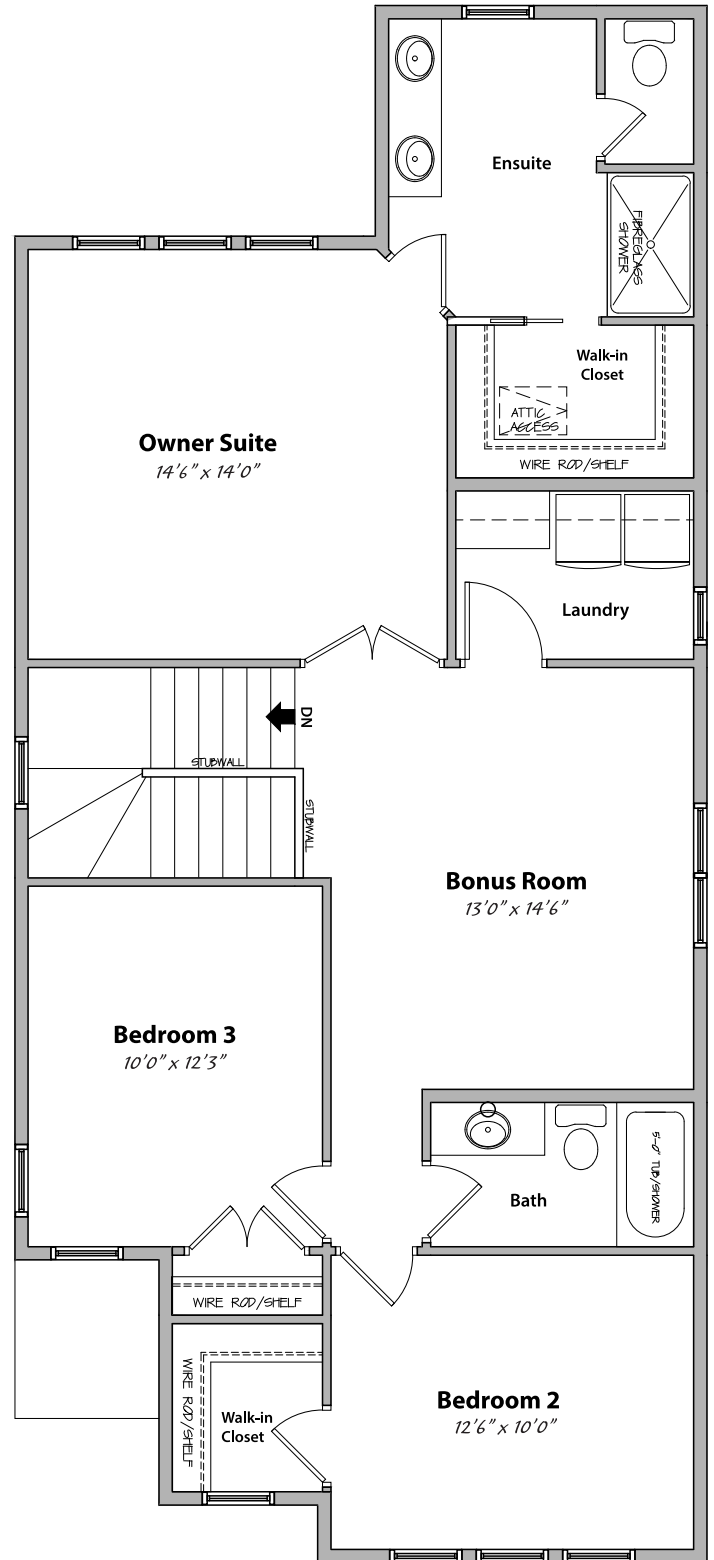 Ensuite
FIBREGLASS
SHOWER
Walk-in
Closet
ATTIC
ACCESS
WIRE ROD/SHELF
Owner Suite
14'6" x 14'0"
Laundry
DN
STUBWALL
STUBWALL
Bonus Room
13'0" x 14'6"
Bedroom 3
10'0" x 12'3"
Bath
5'-0" TUB/SHOWER
WIRE ROD/SHELF
WIRE ROD/SHELF
Walk-in
Closet
Bedroom 2
12'6" x 10'0"